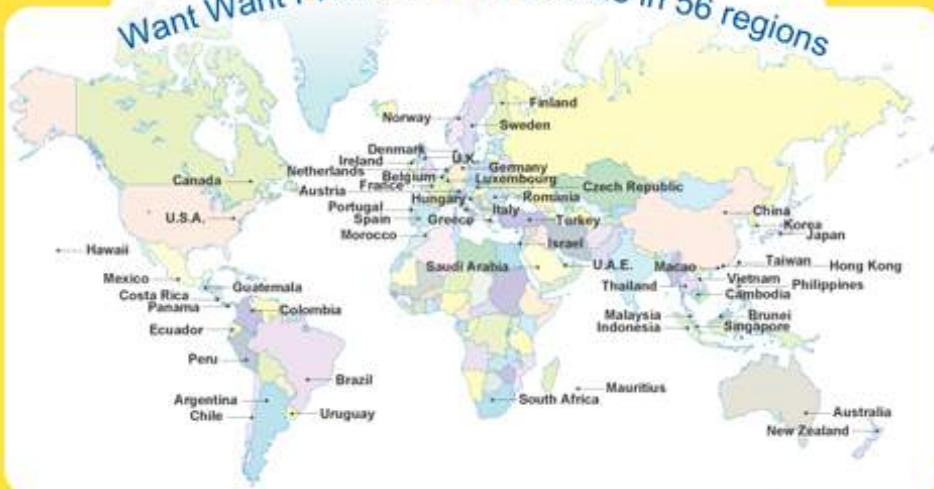 Want Want
in 56 regions
Finland
Norway
Sweden
Denmark
Ireland
U.K.
Netherlands
Belgium
Germany
Luxembourg
Canada
Austria
France
Czech Republic
Hungary
Romania
Portugal
Italy
China
U.S.A.
Spain
Greece
Turkey
Korea
Morocco
Japan
Israel
Hawaii
Saudi Arabia
U.A.E.
Macao
Taiwan
Hong Kong
Mexico
Guatemala
Thailand
Vietnam
Philippines
Costa Rica
Cambodia
Panama
Colombia
Malaysia
Brunei
Ecuador
Indonesia
Singapore
Peru
Brazil
Mauritius
Argentina
South Africa
Chile
Uruguay
Australia
New Zealand